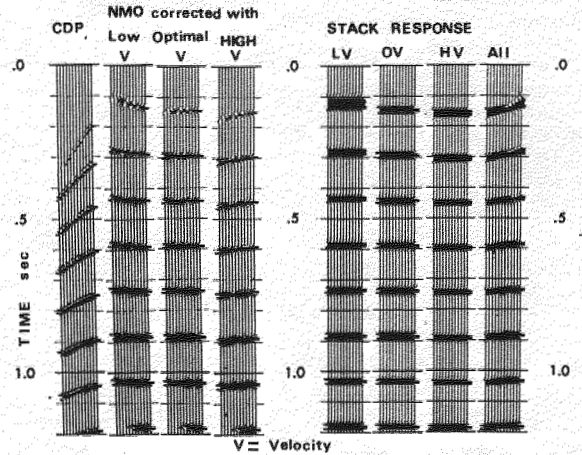 NMO corrected with
CDP Low Optimal HIGH
V V V
STACK RESPONSE
LV OV HV All
.0 .0 .0
.5 .5 .5
TIME sec
1.0 1.0 1.0
V = Velocity